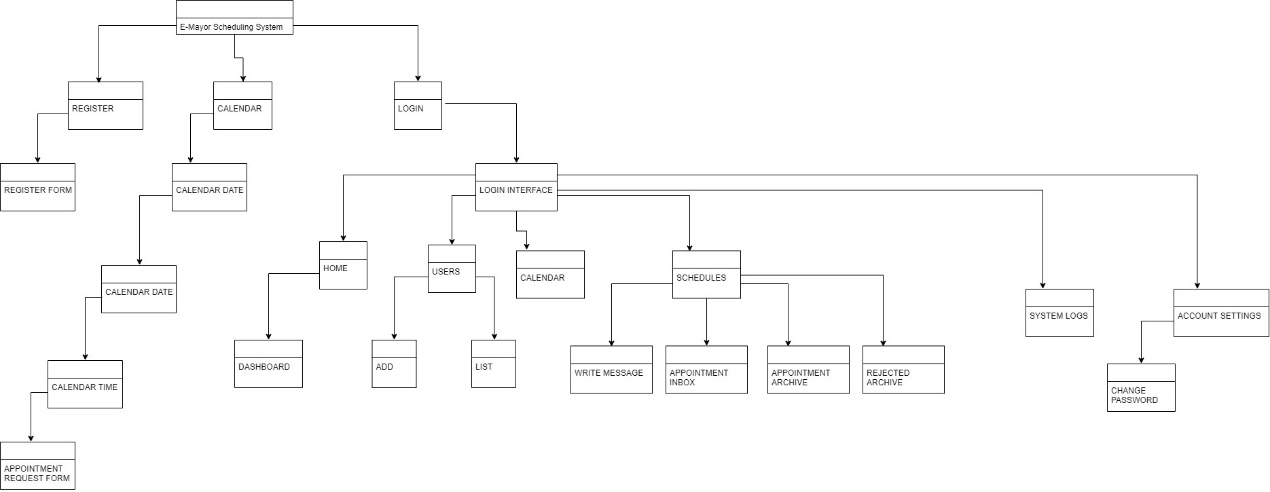 E-Mayor Scheduling System
REGISTER
CALENDAR
LOGIN
REGISTER FORM
CALENDAR DATE
LOGIN INTERFACE
HOME
USERS
CALENDAR
SCHEDULES
CALENDAR DATE
SYSTEM LOGS
ACCOUNT SETTINGS
DASHBOARD
ADD
LIST
WRITE MESSAGE
APPOINTMENT
INBOX
APPOINTMENT
ARCHIVE
REJECTED
ARCHIVE
CALENDAR TIME
CHANGE
PASSWORD
APPOINTMENT
REQUEST FORM